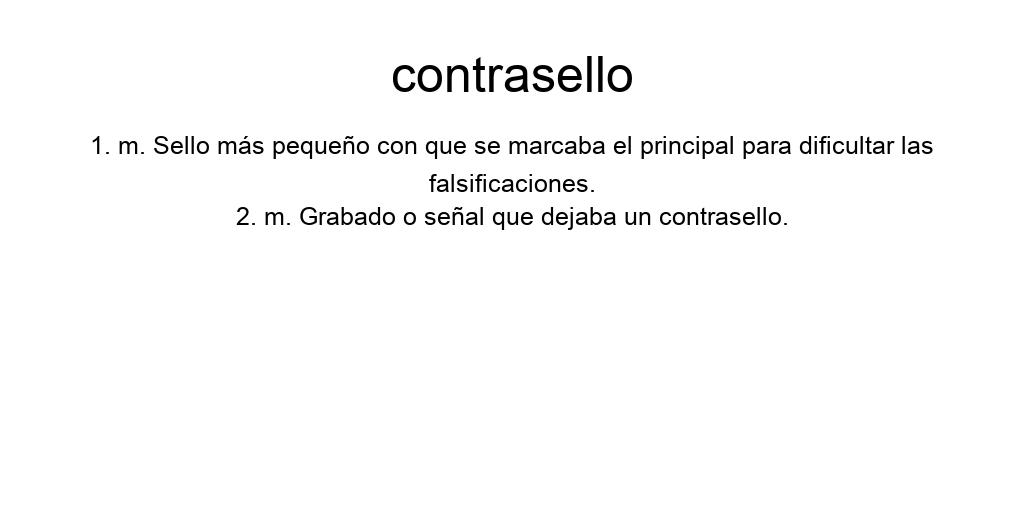 contrasello
1. m. Sello más pequeño con que se marcaba el principal para dificultar las
falsificaciones.
2. m. Grabado o señal que dejaba un contrasello.